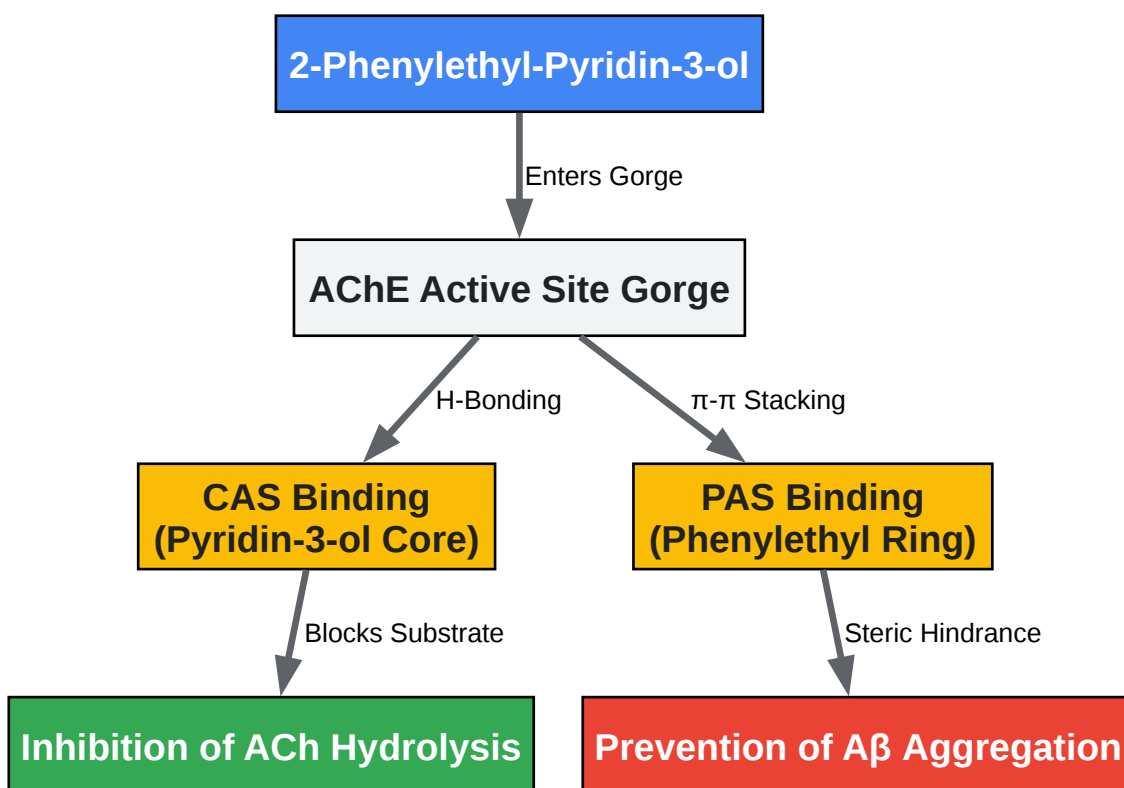 2-Phenylethyl-Pyridin-3-ol
Enters Gorge
AChE Active Site Gorge
H-Bonding
π-π Stacking
CAS Binding
(Pyridin-3-ol Core)
PAS Binding
(Phenylethyl Ring)
Blocks Substrate
Steric Hindrance
Inhibition of ACh Hydrolysis
Prevention of Aβ Aggregation